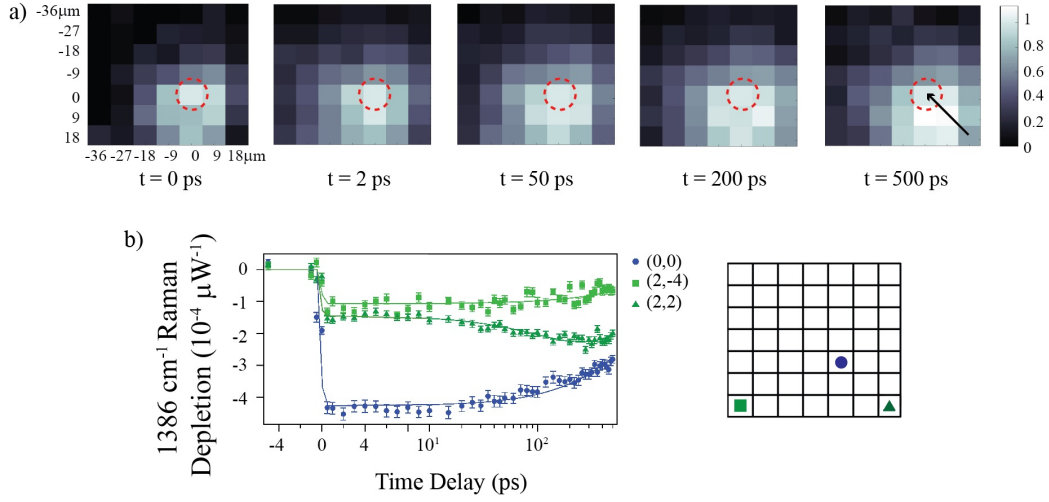 a)
-36μm
-27
-18
-9
0
9
18
-36 -27 -18 -9 0 9 18μm
1
0.8
0.6
0.4
0.2
0
t = 0 ps
t = 2 ps
t = 50 ps
t = 200 ps
t = 500 ps
b)
1386 cm⁻¹ Raman
Depletion (10⁻⁴ μW⁻¹)
0
-1
-2
-3
-4
-4 0 4 10¹ 10²
Time Delay (ps)
(0,0)
(2,-4)
(2,2)